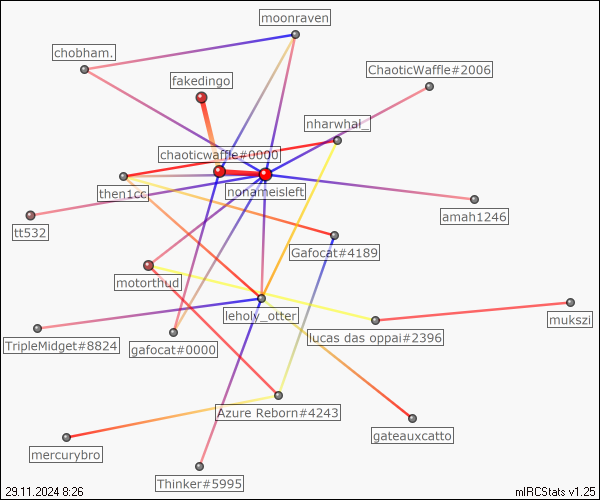 moonraven
chobham.
ChaoticWaffle#2006
fakedingo
nharwhal_
chaoticwaffle#0000
then1cc
nonameisleft
amah1246
tt532
Gafocat#4189
motorthud
leholy_otter
mukszi
TripleMidget#8824
gafocat#0000
lucas das oppai#2396
Azure Reborn#4243
gateauxcatto
mercurybro
Thinker#5995
29.11.2024 8:26
mIRCStats v1.25